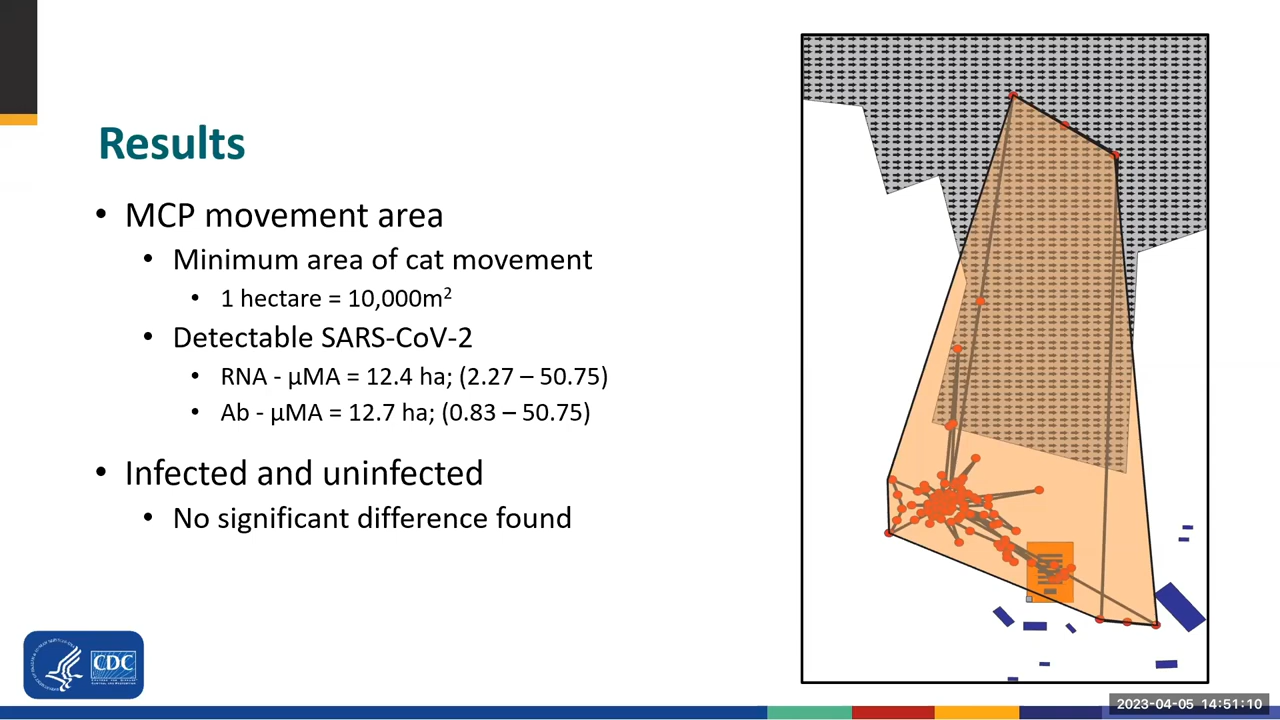 Results
• MCP movement area
• Minimum area of cat movement
• 1 hectare = 10,000m²
• Detectable SARS-CoV-2
• RNA - µMA = 12.4 ha; (2.27 – 50.75)
• Ab - µMA = 12.7 ha; (0.83 – 50.75)
• Infected and uninfected
• No significant difference found
CDC
2023-04-05 14:51:10